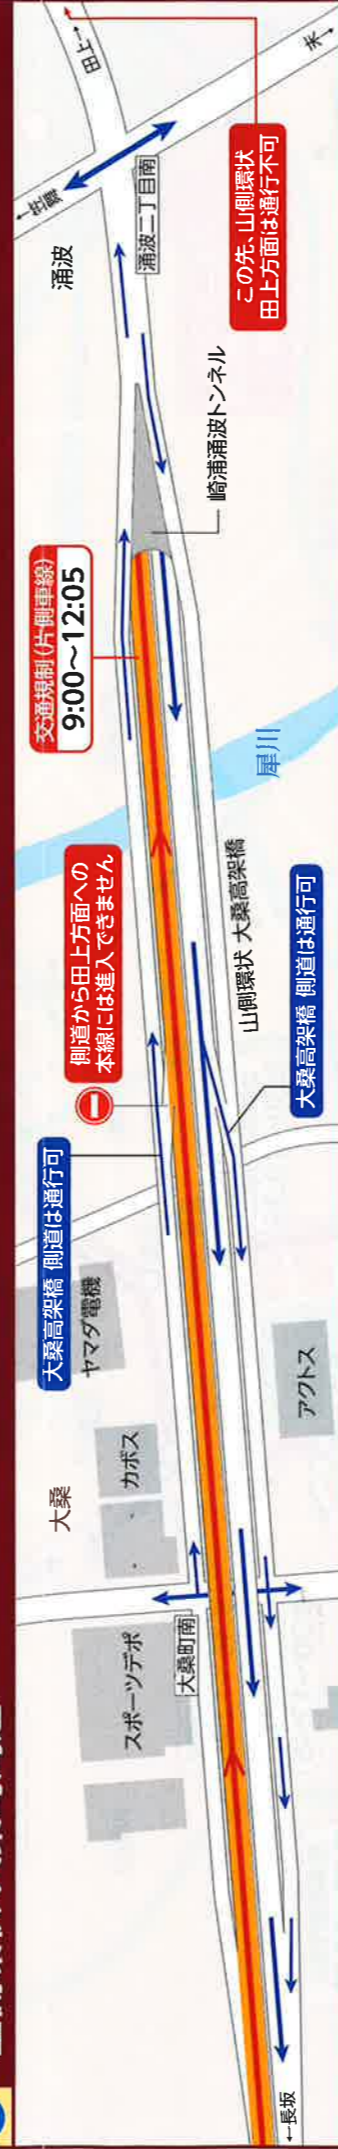 ←長坂
スポーツデポ
大桑町南
大桑
カボス
ヤマダ電機
アクトス
大桑高架橋 側道は通行可
側道から田上方面への
本線には進入できません
大桑高架橋 側道は通行可
山側環状 大桑高架橋
犀川
交通規制(片側車線)
9:00〜12:05
崎浦涌波トンネル
涌波
涌波二丁目南
この先、山側環状
田上方面は通行不可
田上→